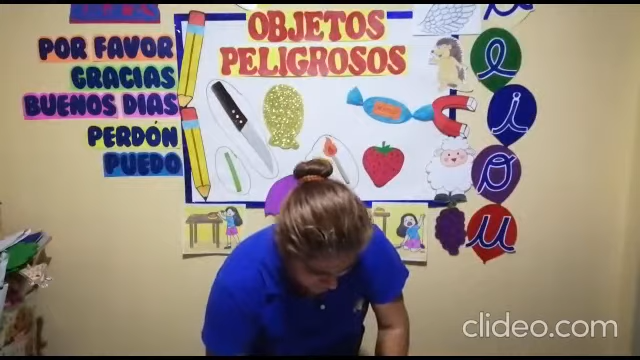 POR FAVOR
GRACIAS
BUENOS DIAS
PERDÓN
PUEDO
OBJETOS
PELIGROSOS
e
i
o
u
clideo.com